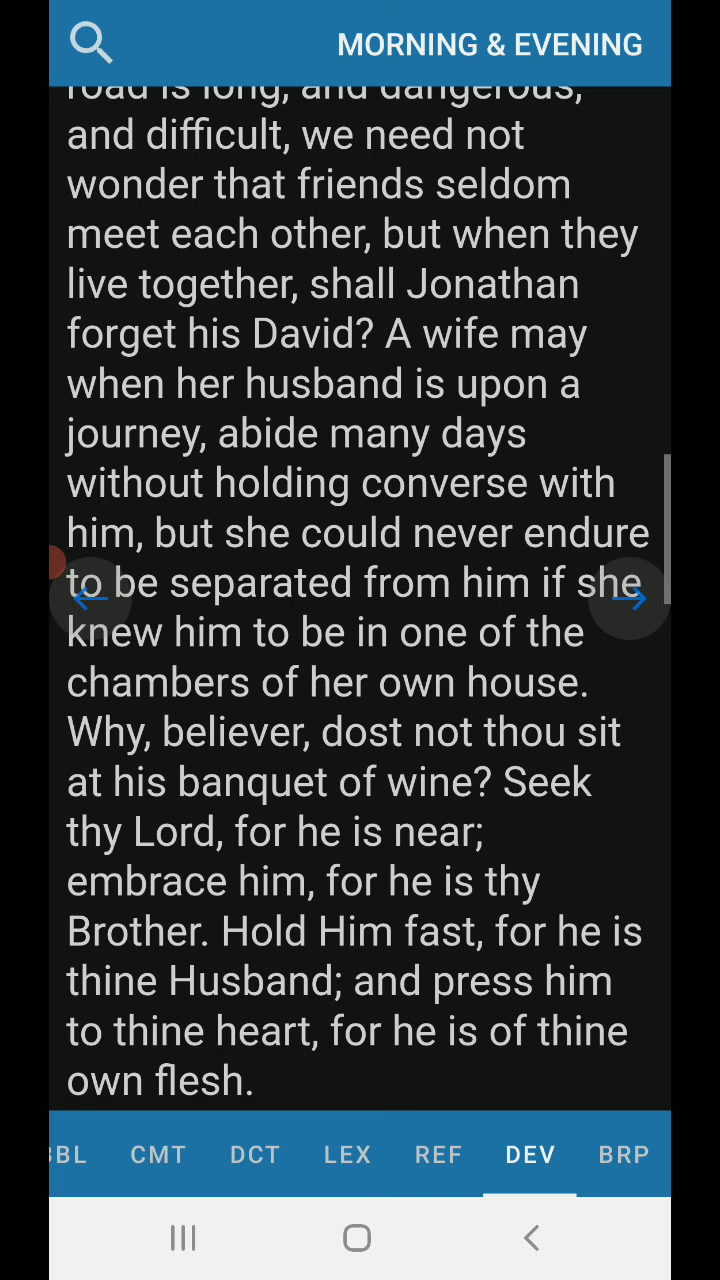 MORNING & EVENING
road is long, and dangerous,
and difficult, we need not
wonder that friends seldom
meet each other, but when they
live together, shall Jonathan
forget his David? A wife may
when her husband is upon a
journey, abide many days
without holding converse with
him, but she could never endure
to be separated from him if she
knew him to be in one of the
chambers of her own house.
Why, believer, dost not thou sit
at his banquet of wine? Seek
thy Lord, for he is near;
embrace him, for he is thy
Brother. Hold Him fast, for he is
thine Husband; and press him
to thine heart, for he is of thine
own flesh.
BBL CMT DCT LEX REF DEV BRP